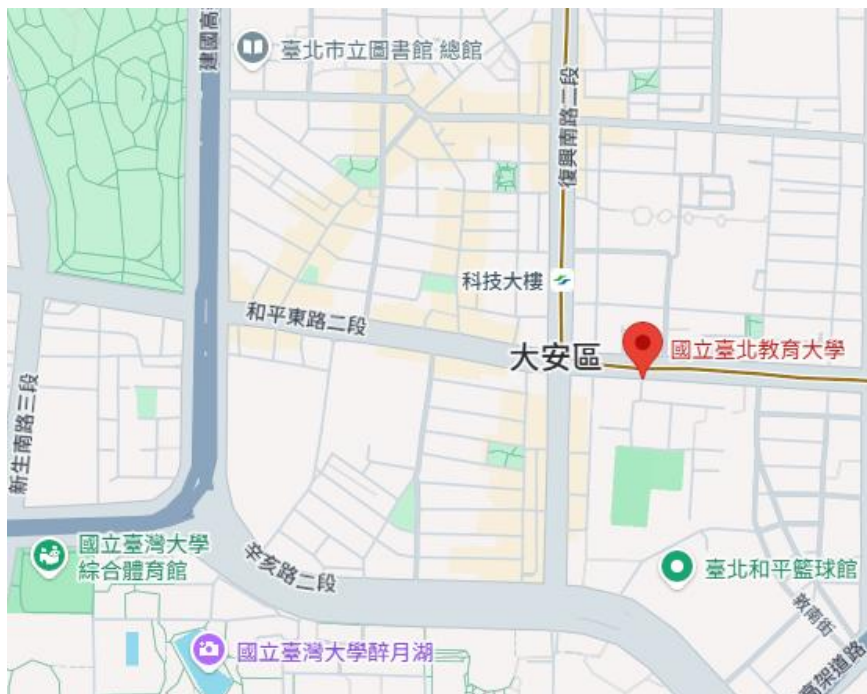 建國高
臺北市立圖書館 總館
復興南路二段
科技大樓
和平東路二段
大安區
國立臺北教育大學
新生南路三段
國立臺灣大學
綜合體育館
辛亥路二段
臺北和平籃球館
敦南街
國立臺灣大學醉月湖
高架道路